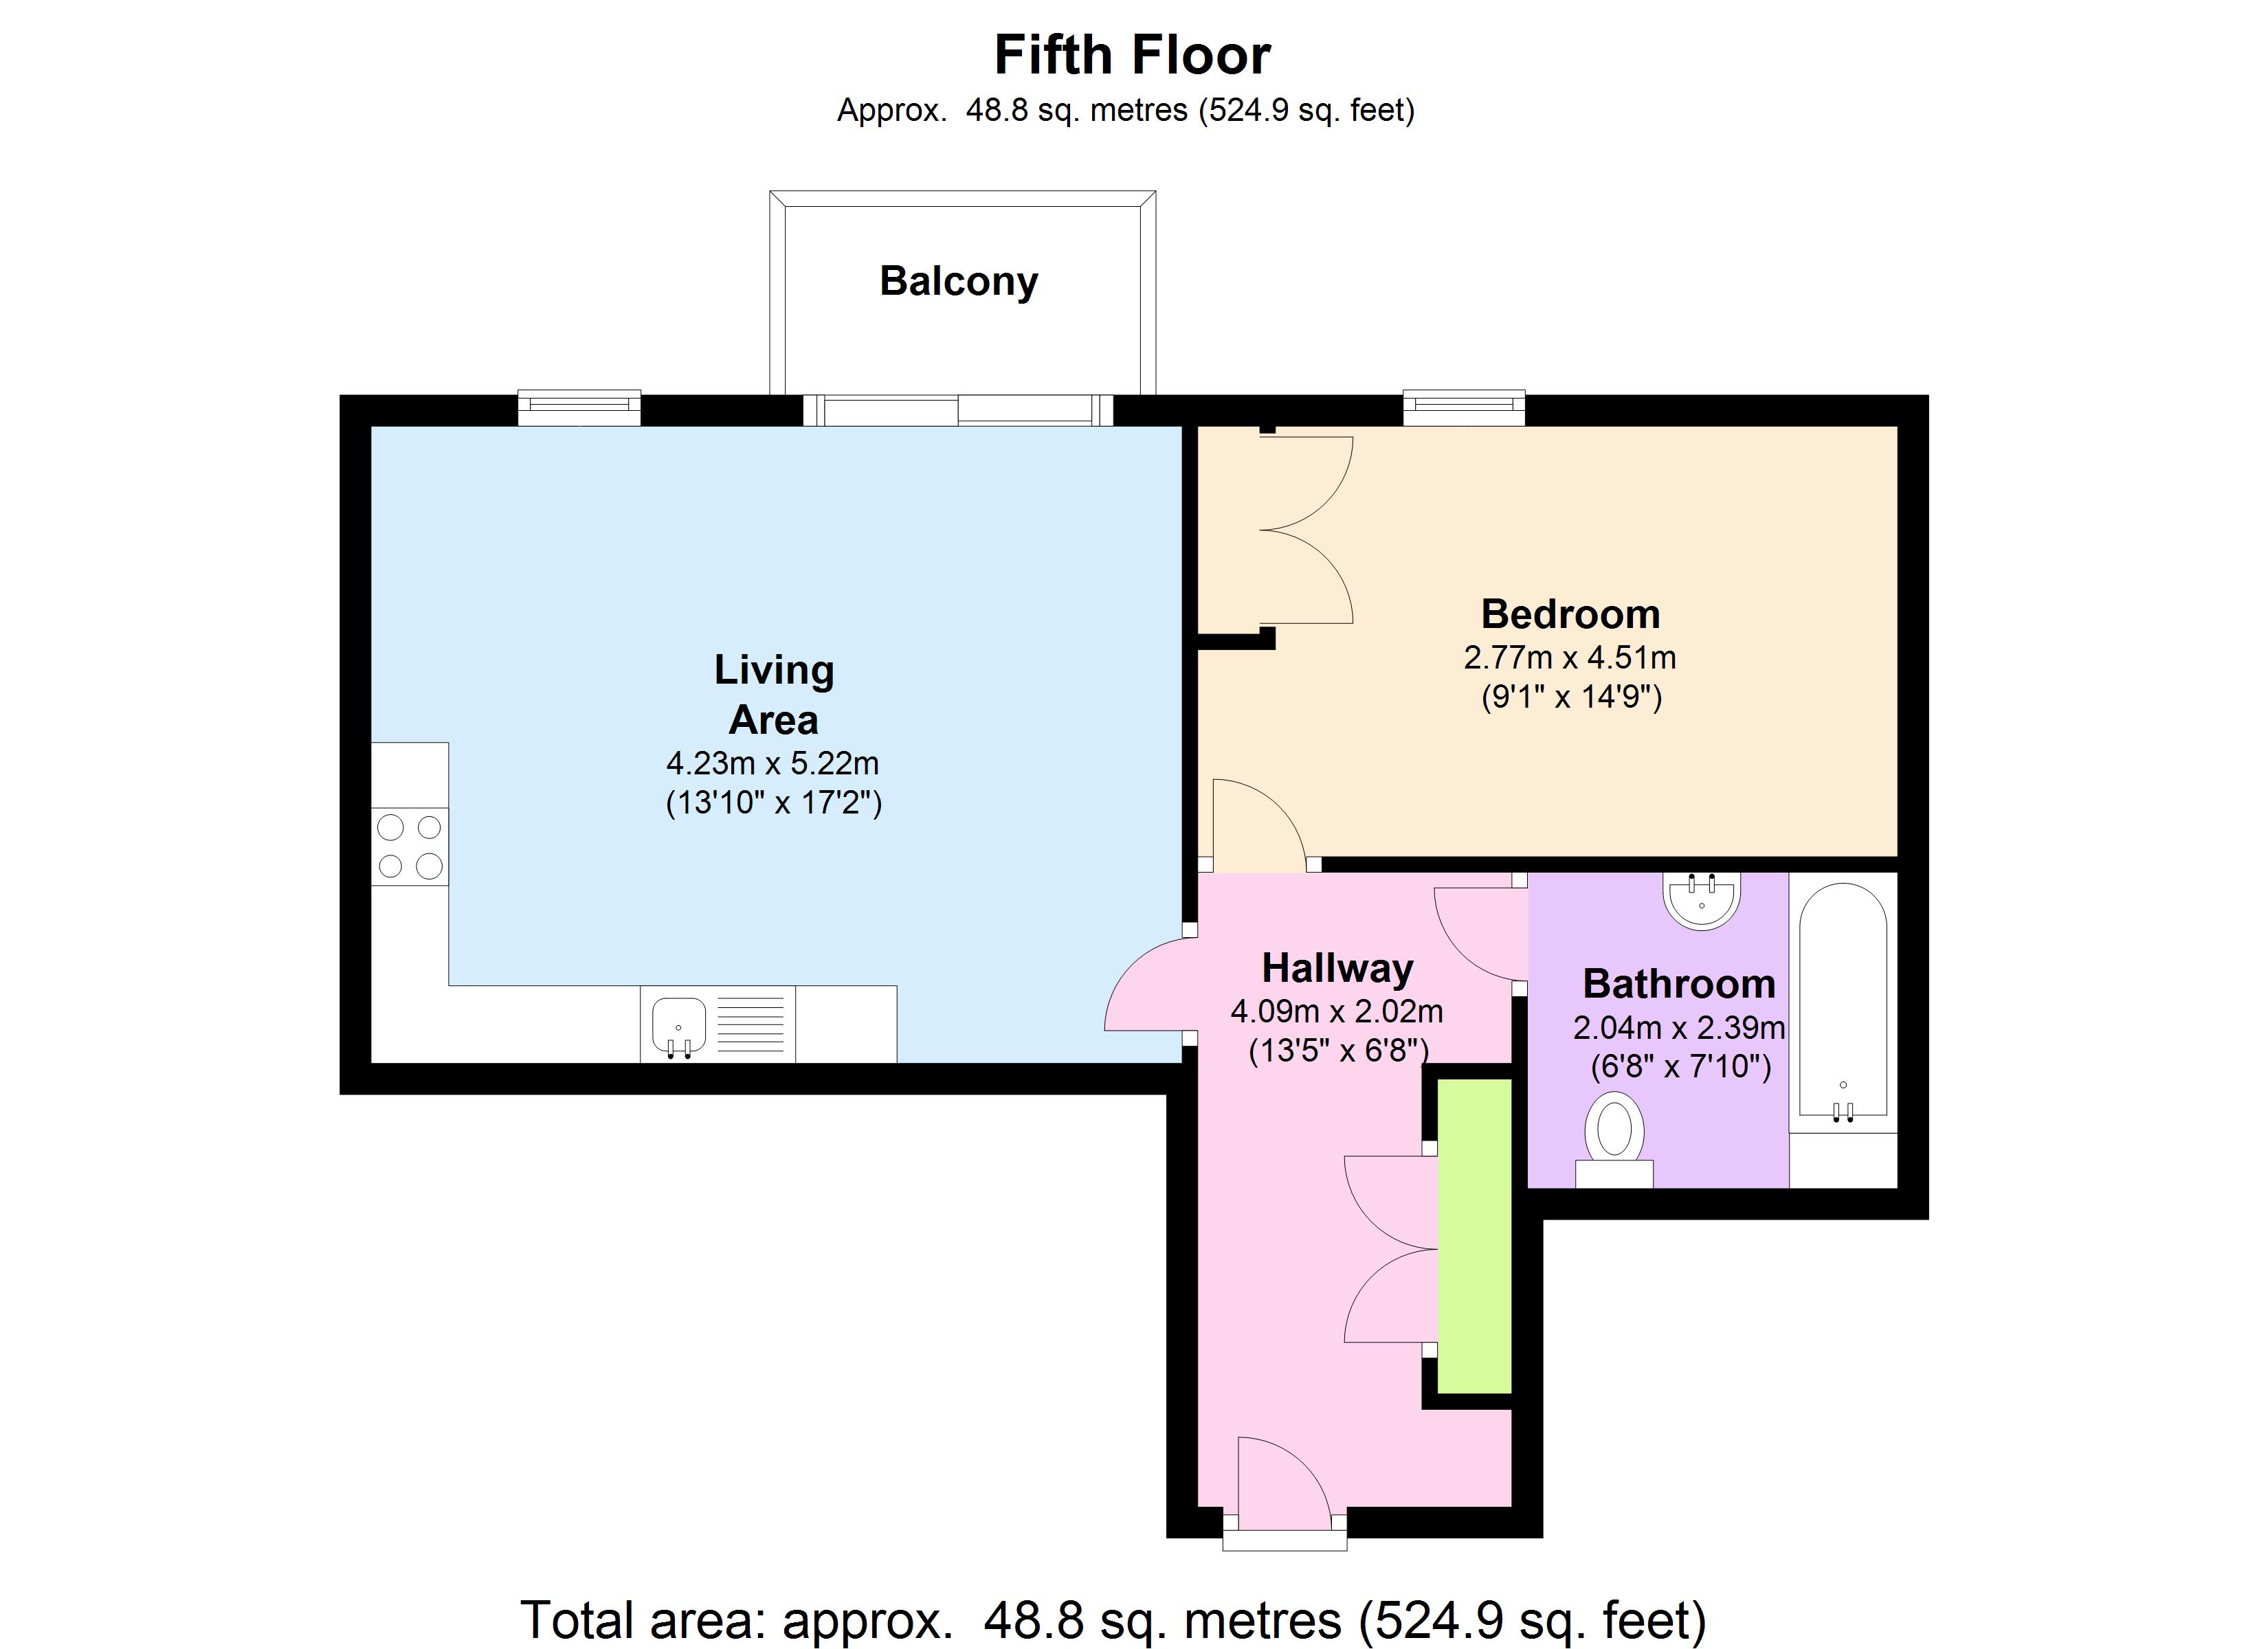 Fifth Floor
Approx.  48.8 sq. metres (524.9 sq. feet)
Balcony
Living
Area
4.23m x 5.22m
(13'10" x 17'2")
Bedroom
2.77m x 4.51m
(9'1" x 14'9")
Hallway
4.09m x 2.02m
(13'5" x 6'8")
Bathroom
2.04m x 2.39m
(6'8" x 7'10")
Total area: approx.  48.8 sq. metres (524.9 sq. feet)